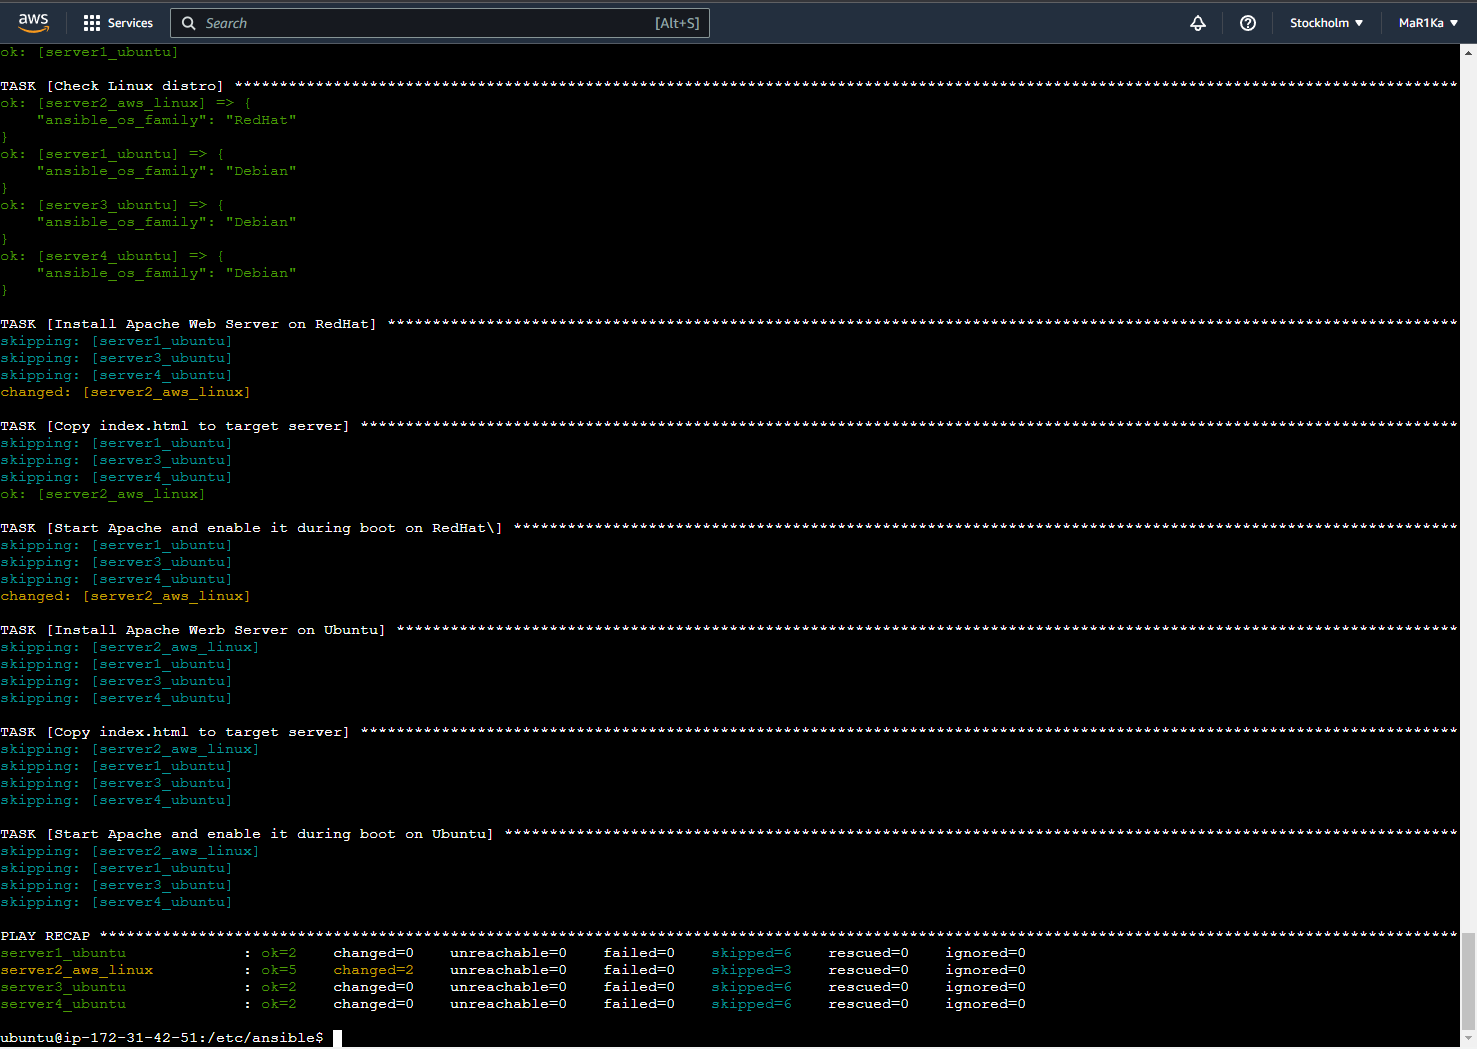 aws Services Search [Alt+S] Stockholm ▼ MaR1Ka ▼
ok: [server1_ubuntu]
TASK [Check Linux distro] ****************************************************************************************************************************************
ok: [server2_aws_linux] => {
    "ansible_os_family": "RedHat"
}
ok: [server1_ubuntu] => {
    "ansible_os_family": "Debian"
}
ok: [server3_ubuntu] => {
    "ansible_os_family": "Debian"
}
ok: [server4_ubuntu] => {
    "ansible_os_family": "Debian"
}
TASK [Install Apache Web Server on RedHat] ***********************************************************************************************************************
skipping: [server1_ubuntu]
skipping: [server3_ubuntu]
skipping: [server4_ubuntu]
changed: [server2_aws_linux]
TASK [Copy index.html to target server] **************************************************************************************************************************
skipping: [server1_ubuntu]
skipping: [server3_ubuntu]
skipping: [server4_ubuntu]
ok: [server2_aws_linux]
TASK [Start Apache and enable it during boot on RedHat\] *********************************************************************************************************
skipping: [server1_ubuntu]
skipping: [server3_ubuntu]
skipping: [server4_ubuntu]
changed: [server2_aws_linux]
TASK [Install Apache Werb Server on Ubuntu] **********************************************************************************************************************
skipping: [server2_aws_linux]
skipping: [server1_ubuntu]
skipping: [server3_ubuntu]
skipping: [server4_ubuntu]
TASK [Copy index.html to target server] **************************************************************************************************************************
skipping: [server2_aws_linux]
skipping: [server1_ubuntu]
skipping: [server3_ubuntu]
skipping: [server4_ubuntu]
TASK [Start Apache and enable it during boot on Ubuntu] **********************************************************************************************************
skipping: [server2_aws_linux]
skipping: [server1_ubuntu]
skipping: [server3_ubuntu]
skipping: [server4_ubuntu]
PLAY RECAP *******************************************************************************************************************************************************
server1_ubuntu             : ok=2    changed=0    unreachable=0    failed=0    skipped=6    rescued=0    ignored=0
server2_aws_linux          : ok=5    changed=2    unreachable=0    failed=0    skipped=3    rescued=0    ignored=0
server3_ubuntu             : ok=2    changed=0    unreachable=0    failed=0    skipped=6    rescued=0    ignored=0
server4_ubuntu             : ok=2    changed=0    unreachable=0    failed=0    skipped=6    rescued=0    ignored=0
ubuntu@ip-172-31-42-51:/etc/ansible$